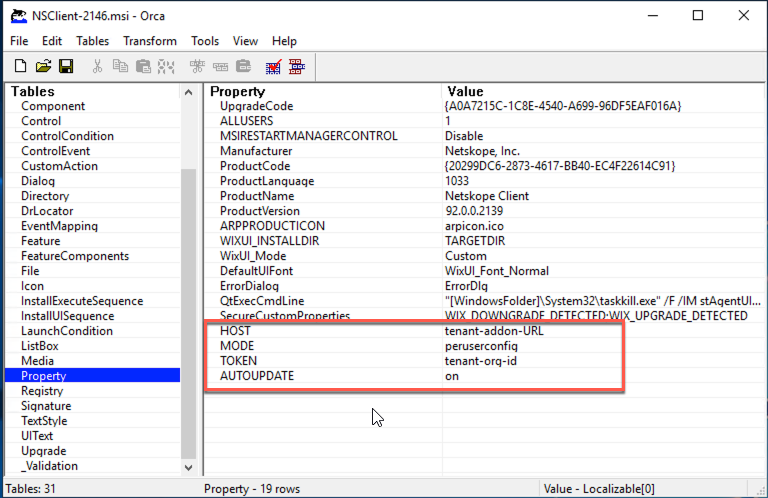 NSClient-2146.msi - Orca
File Edit Tables Transform Tools View Help
Tables
Component
Control
ControlCondition
ControlEvent
CustomAction
Dialog
Directory
DrLocator
EventMapping
Feature
FeatureComponents
File
Icon
InstallExecuteSequence
InstallUISequence
LaunchCondition
ListBox
Media
Property
Registry
Signature
TextStyle
UIText
Upgrade
_Validation
Property Value
UpgradeCode {A0A7215C-1C8E-4540-A699-96DF5EAF016A}
ALLUSERS 1
MSIRESTARTMANAGERCONTROL Disable
Manufacturer Netskope, Inc.
ProductCode {20299DC6-2873-4617-BB40-EC4F22614C91}
ProductLanguage 1033
ProductName Netskope Client
ProductVersion 92.0.0.2139
ARPPRODUCTICON arpicon.ico
WIXUI_INSTALLDIR TARGETDIR
WixUI_Mode Custom
DefaultUIFont WixUI_Font_Normal
ErrorDialog ErrorDlg
QtExecCmdLine "[WindowsFolder]\System32\taskkill.exe" /F /IM stAgentUI...
SecureCustomProperties WIX_DOWNGRADE_DETECTED;WIX_UPGRADE_DETECTED
HOST tenant-addon-URL
MODE peruserconfig
TOKEN tenant-org-id
AUTOUPDATE on
Tables: 31 Property - 19 rows Value - Localizable[0]